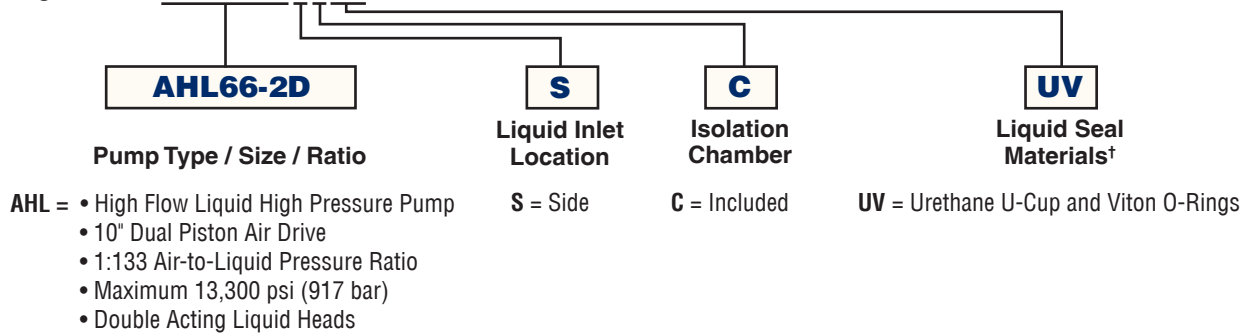 AHL66-2D
S
C
UV
Pump Type / Size / Ratio
Liquid Inlet
Location
Isolation
Chamber
Liquid Seal
Materials†
AHL = • High Flow Liquid High Pressure Pump
• 10" Dual Piston Air Drive
• 1:133 Air-to-Liquid Pressure Ratio
• Maximum 13,300 psi (917 bar)
• Double Acting Liquid Heads
S = Side
C = Included
UV = Urethane U-Cup and Viton O-Rings